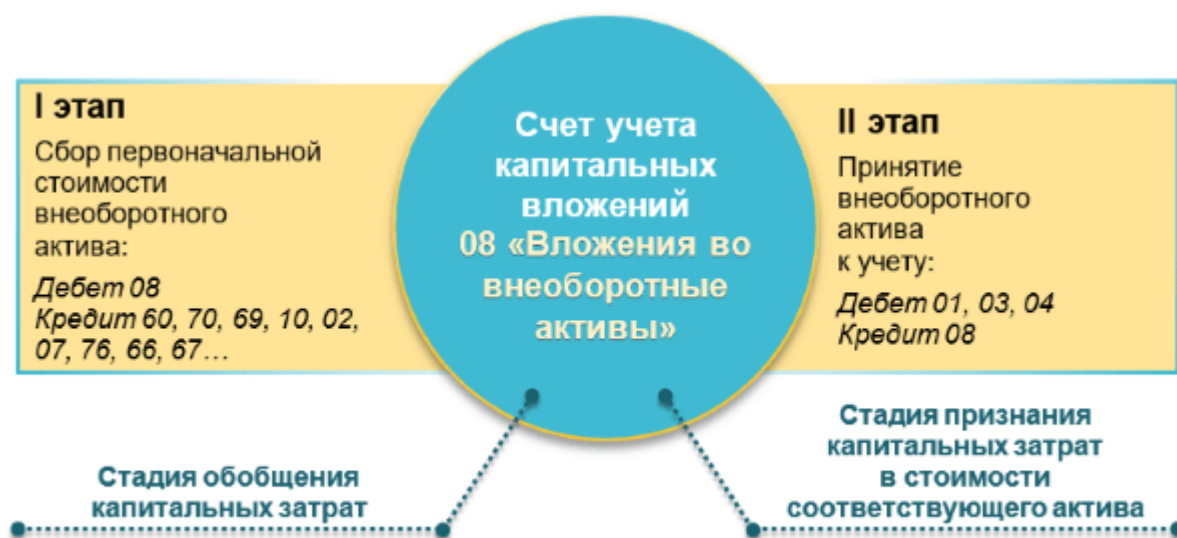 I этап
Сбор первоначальной
стоимости
внеоборотного
актива:
Дебет 08
Кредит 60, 70, 69, 10, 02,
07, 76, 66, 67…
Счет учета
капитальных
вложений
08 «Вложения во
внеоборотные
активы»
II этап
Принятие
внеоборотного
актива
к учету:
Дебет 01, 03, 04
Кредит 08
Стадия обобщения
капитальных затрат
Стадия признания
капитальных затрат
в стоимости
соответствующего актива